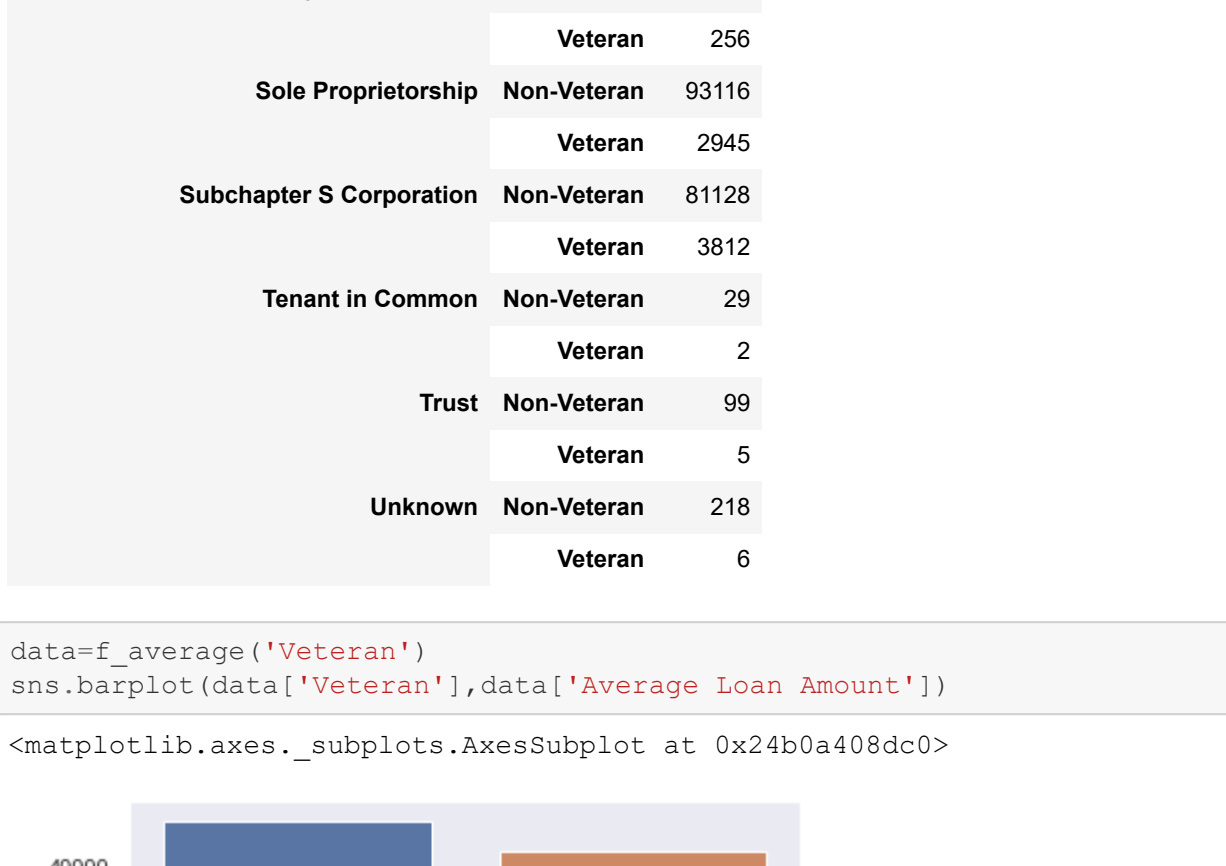 Veteran 256
Sole Proprietorship Non-Veteran 93116
Veteran 2945
Subchapter S Corporation Non-Veteran 81128
Veteran 3812
Tenant in Common Non-Veteran 29
Veteran 2
Trust Non-Veteran 99
Veteran 5
Unknown Non-Veteran 218
Veteran 6
data=f_average('Veteran')
sns.barplot(data['Veteran'],data['Average Loan Amount'])
<matplotlib.axes._subplots.AxesSubplot at 0x24b0a408dc0>